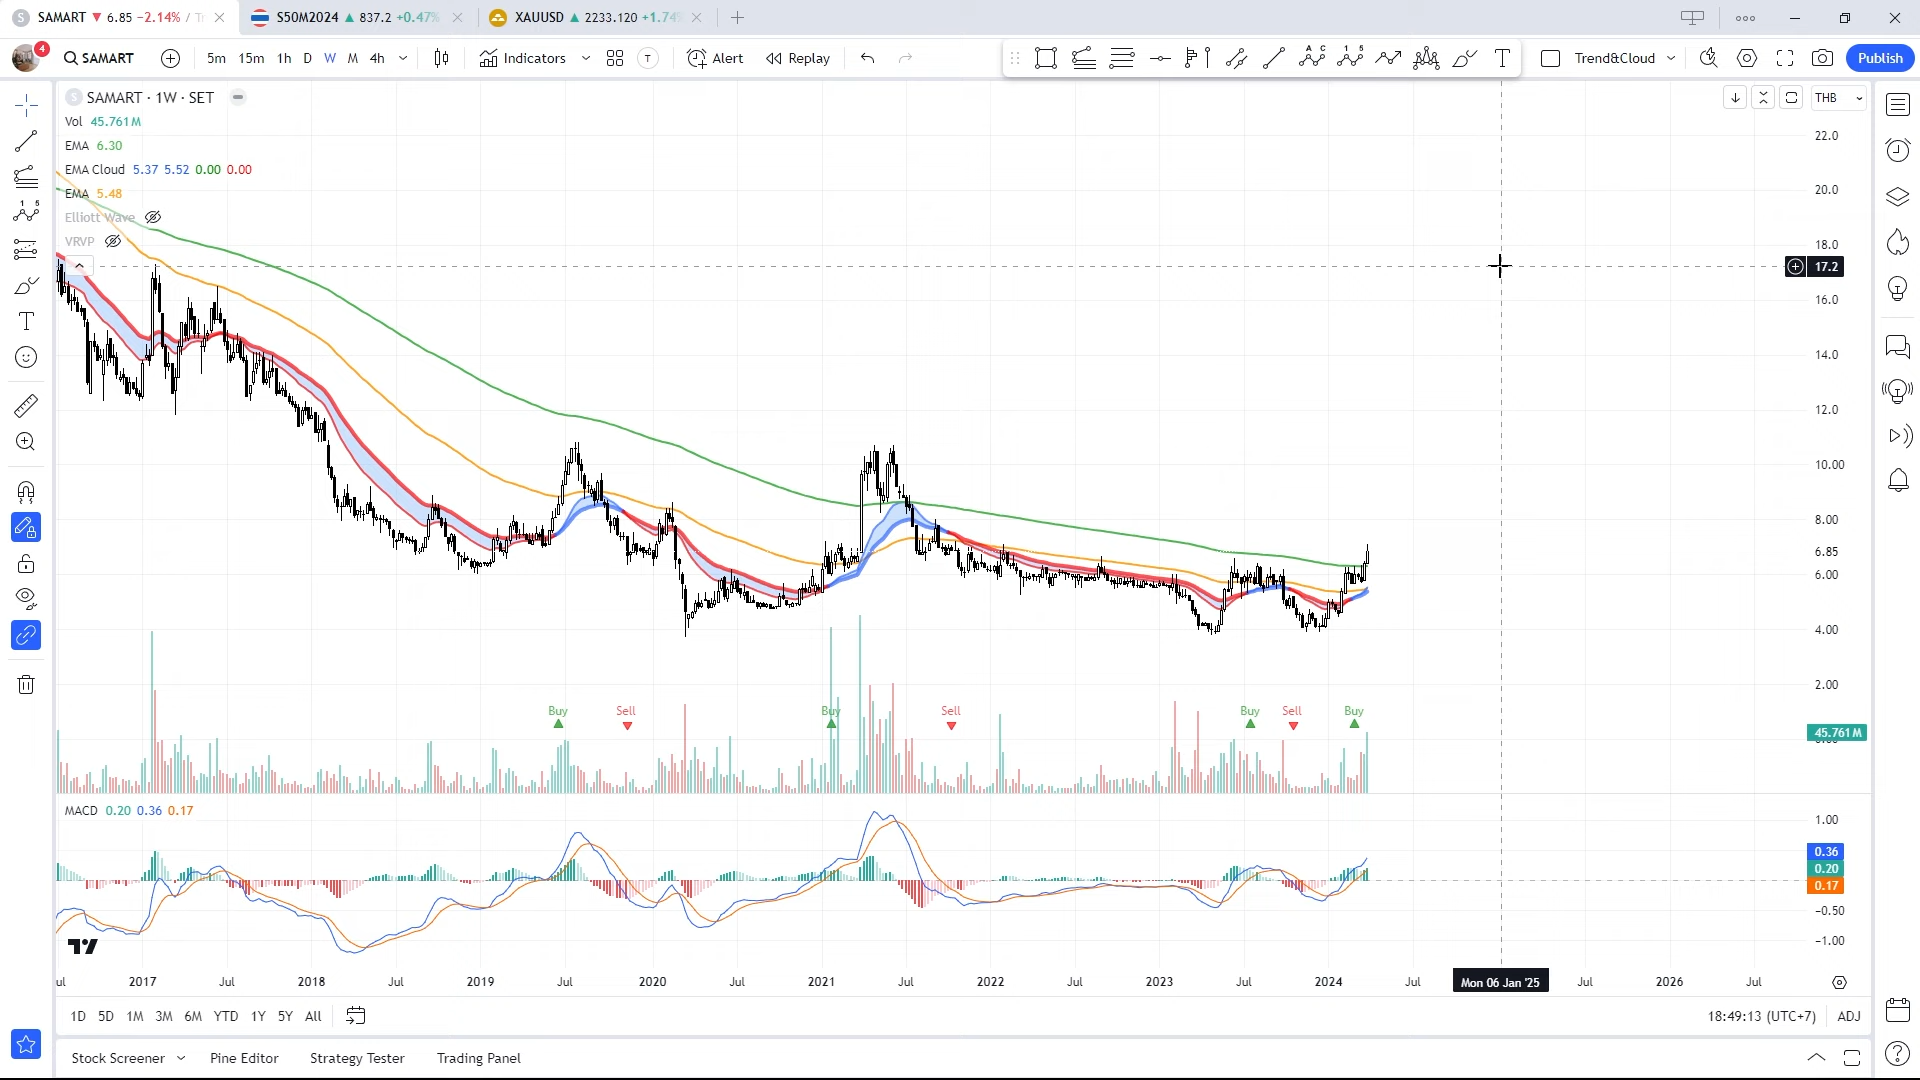 SAMART 6.85 −2.14% /
S50M2024 837.2 +0.47%
XAUUSD 2233.120 +1.74%
4
SAMART 5m 15m 1h D W M 4h Indicators T Alert Replay
A C 1 5 T Trend&Cloud Publish
S SAMART · 1W · SET
THB
Vol 45.761M
EMA 6.30
EMA Cloud 5.37 5.52 0.00 0.00
EMA 5.48
Elliott Wave
VRVP
22.0
20.0
18.0
17.2
16.0
14.0
12.0
10.00
8.00
6.85
6.00
4.00
2.00
45.761M
Buy Sell Buy Sell Buy Sell Buy
MACD 0.20 0.36 0.17
1.00
0.36
0.20
0.17
−0.50
−1.00
2017 Jul 2018 Jul 2019 Jul 2020 Jul 2021 Jul 2022 Jul 2023 Jul 2024 Jul Mon 06 Jan '25 Jul 2026 Jul
1D 5D 1M 3M 6M YTD 1Y 5Y All
18:49:13 (UTC+7) ADJ
Stock Screener Pine Editor Strategy Tester Trading Panel